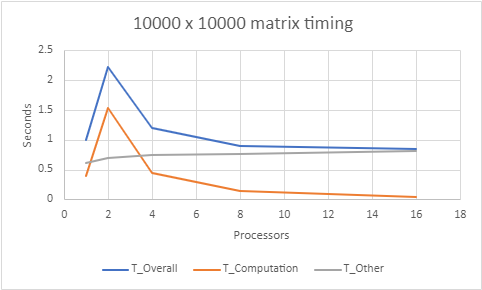 10000 x 10000 matrix timing
2.5
2
1.5
1
0.5
0
Seconds
0 2 4 6 8 10 12 14 16 18
Processors
T_Overall T_Computation T_Other